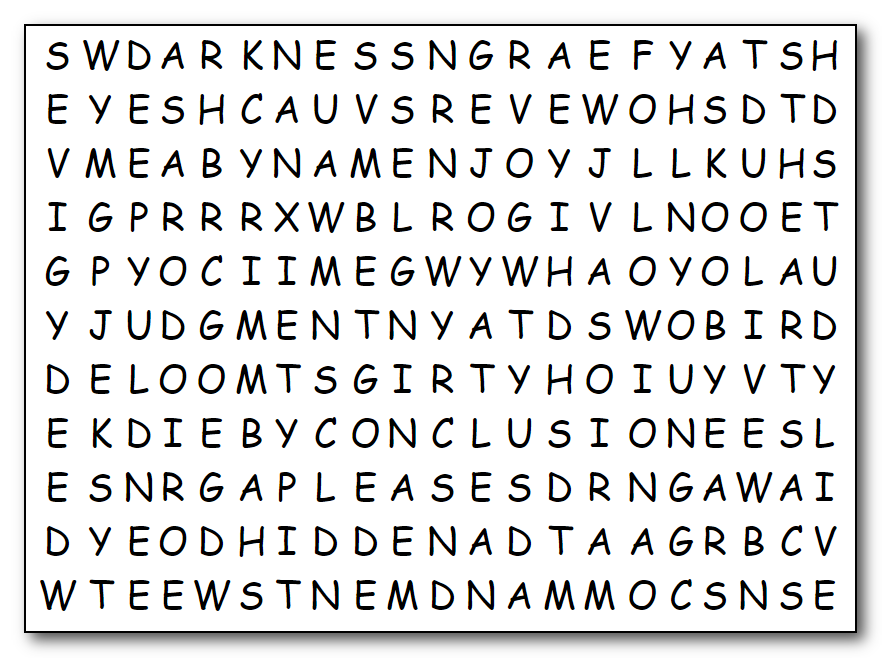 S W D A R K N E S S N G R A E F Y A T S H
E Y E S H C A U V S R E V E W O H S D T D
V M E A B Y N A M E N J O Y J L L K U H S
I G P R R R X W B L R O G I V L N O O E T
G P Y O C I I M E G W Y W H A O Y O L A U
Y J U D G M E N T N Y A T D S W O B I R D
D E L O O M T S G I R T Y H O I U Y V T Y
E K D I E B Y C O N C L U S I O N E E S L
E S N R G A P L E A S E S D R N G A W A I
D Y E O D H I D D E N A D T A A G R B C V
W T E E W S T N E M D N A M M O C S N S E